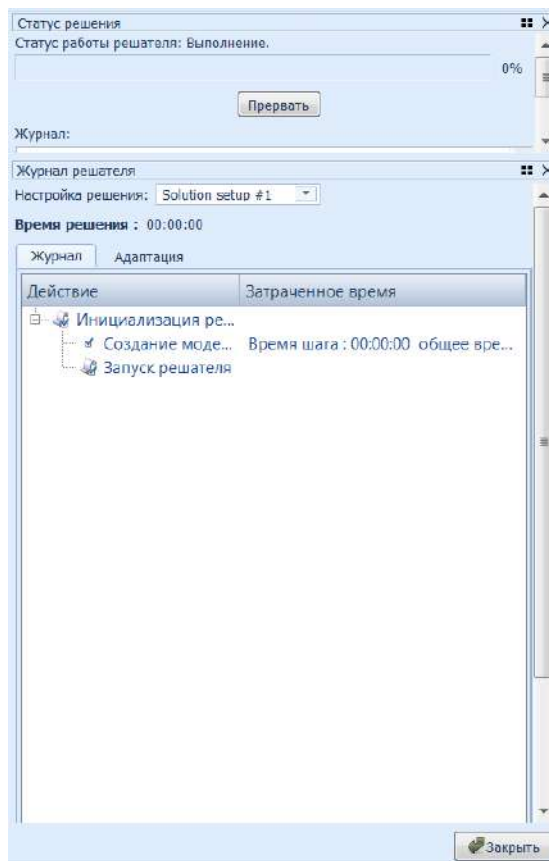 Статус решения
Статус работы решателя: Выполнение.
0%
Прервать
Журнал:
Журнал решателя
Настройка решения: Solution setup #1
Время решения : 00:00:00
Журнал Адаптация
Действие Затраченное время
Инициализация ре...
Создание моде... Время шага : 00:00:00 общее вре...
Запуск решателя
Закрыть